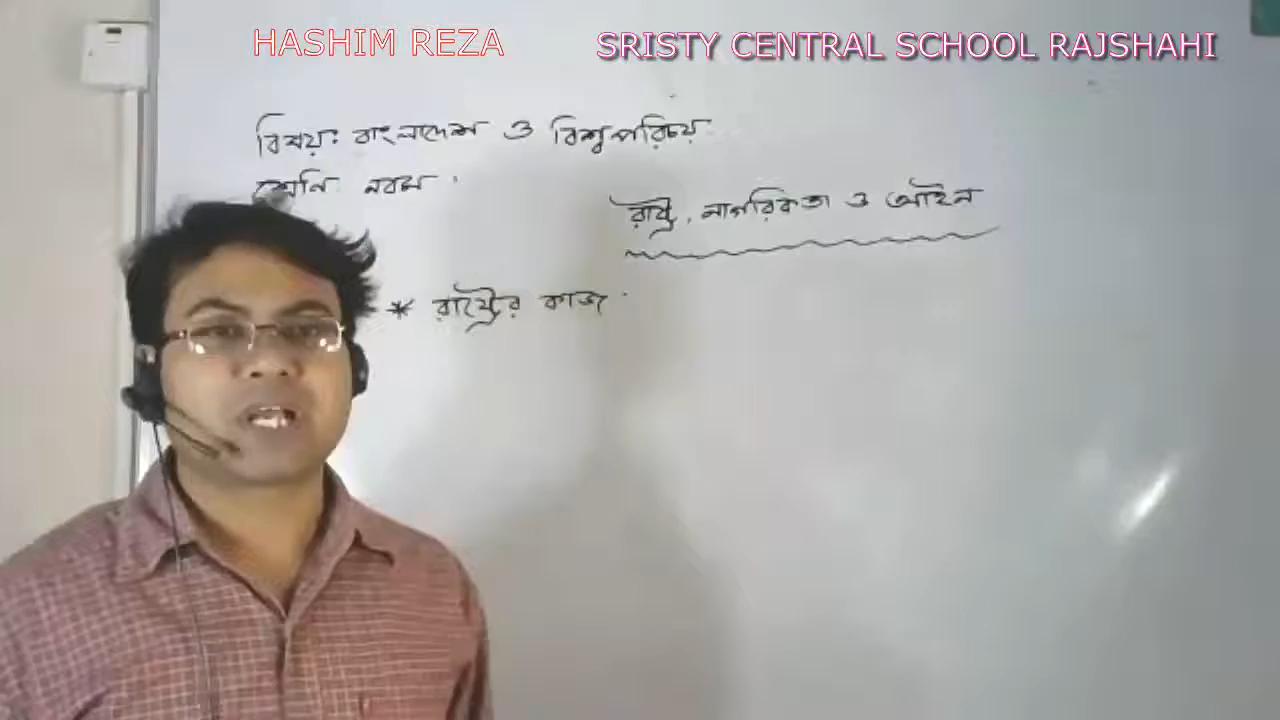 HASHIM REZA
SRISTY CENTRAL SCHOOL RAJSHAHI
বিষয়ঃ বাংলাদেশ ও বিশ্বপরিচয়
শ্রেণি নবম
রাষ্ট্র, নাগরিকতা ও আইন
* রাষ্ট্রের কাজ